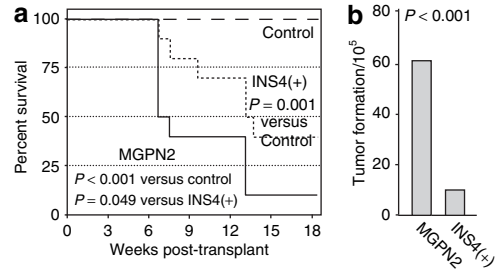 a
Percent survival
100
75
50
25
0
Control
INS4(+)
P = 0.001
versus
Control
MGPN2
P < 0.001 versus control
P = 0.049 versus INS4(+)
0 3 6 9 12 15 18
Weeks post-transplant
b
P < 0.001
Tumor formation/10⁵
80
60
40
20
0
MGPN2
INS4(+)